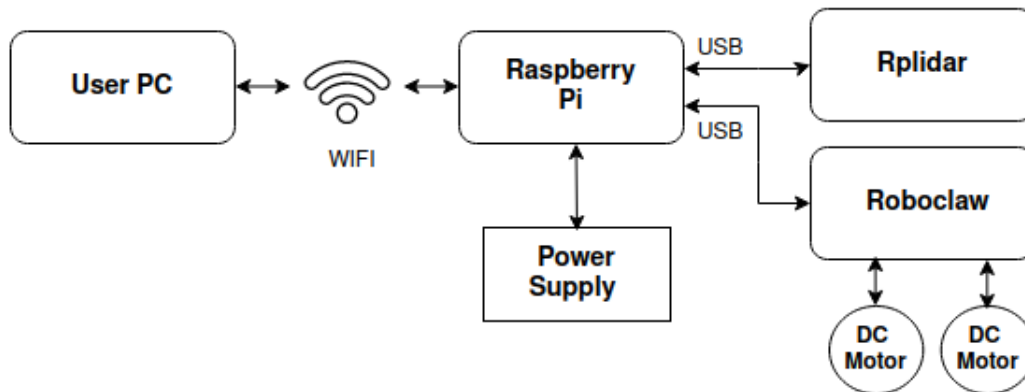 User PC
WIFI
Raspberry
Pi
USB
USB
Rplidar
Roboclaw
Power
Supply
DC
Motor
DC
Motor